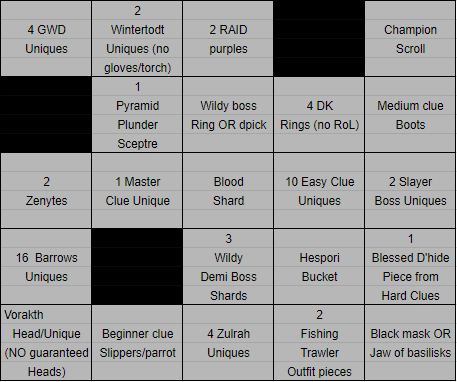 4 GWD
Uniques
2
Wintertodt
Uniques (no
gloves/torch)
2 RAID
purples
Champion
Scroll
1
Pyramid
Plunder
Sceptre
Wildy boss
Ring OR dpick
4 DK
Rings (no RoL)
Medium clue
Boots
2
Zenytes
1 Master
Clue Unique
Blood
Shard
10 Easy Clue
Uniques
2 Slayer
Boss Uniques
16 Barrows
Uniques
3
Wildy
Demi Boss
Shards
Hespori
Bucket
1
Blessed D'hide
Piece from
Hard Clues
Vorakth
Head/Unique
(NO guaranteed
Heads)
Beginner clue
Slippers/parrot
4 Zulrah
Uniques
2
Fishing
Trawler
Outfit pieces
Black mask OR
Jaw of basilisks